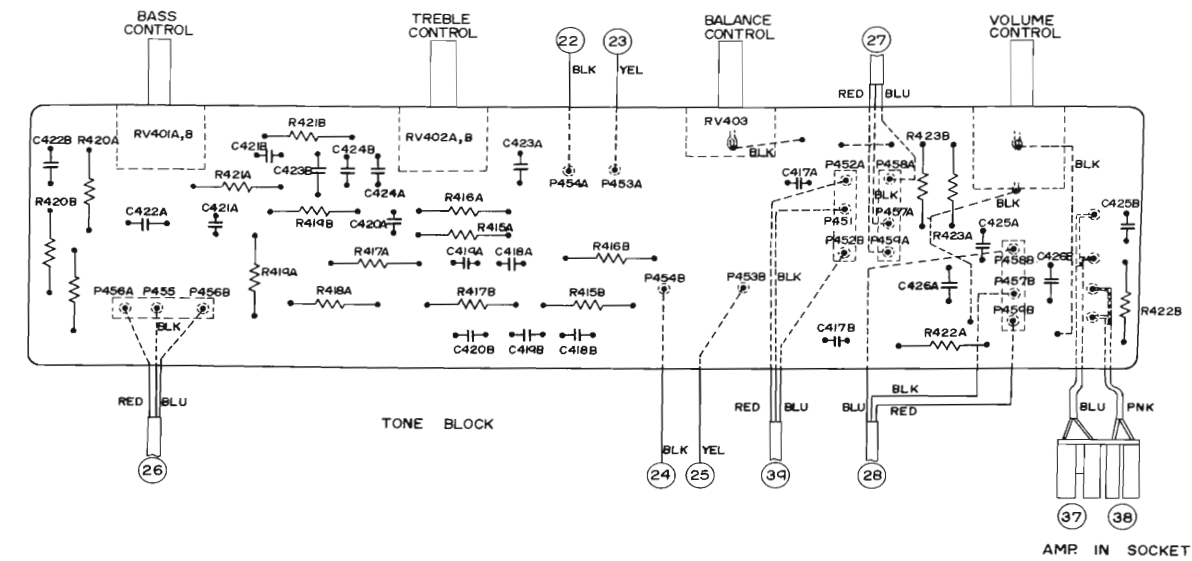 BASS CONTROL
TREBLE CONTROL
22
23
BLK
YEL
BALANCE CONTROL
27
VOLUME CONTROL
RED
BLU
RV401A,B
RV402A,B
RV403
BLK
C422B
R420A
R421B
C421B
C423B
C424B
C424A
C423A
P454A
P453A
C417A
P452A
P458A
R423B
BLK
BLK
BLK
R420B
R421A
C422A
C421A
R419B
C420A
R416A
R415A
P451
P457A
R423A
C425A
C425B
R417A
C419A
C418A
R416B
P452B
P459A
P458B
C426B
R419A
P454B
P453B
BLK
C426A
P457B
P456A
P455
P456B
BLK
R418A
R417B
R415B
P459B
R422B
C420B
C419B
C418B
C417B
R422A
RED
BLU
TONE BLOCK
RED
BLU
BLU
BLK
RED
BLU
PNK
BLK
YEL
26
24
25
39
28
37
38
AMP. IN SOCKET